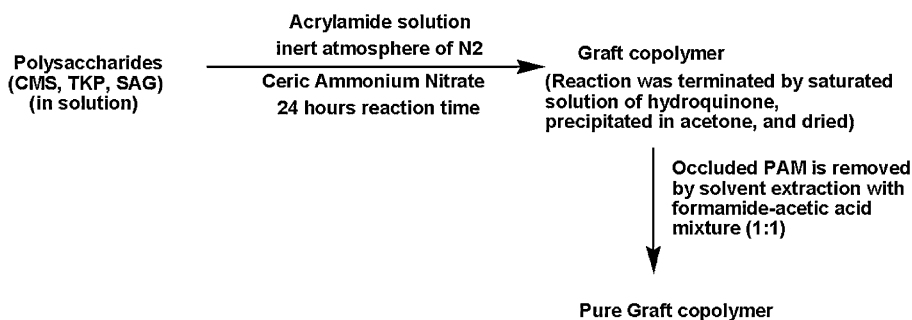 Polysaccharides
(CMS, TKP, SAG)
(in solution)
Acrylamide solution
inert atmosphere of N2
Ceric Ammonium Nitrate
24 hours reaction time
Graft copolymer
(Reaction was terminated by saturated
solution of hydroquinone,
precipitated in acetone, and dried)
Occluded PAM is removed
by solvent extraction with
formamide-acetic acid
mixture (1:1)
Pure Graft copolymer